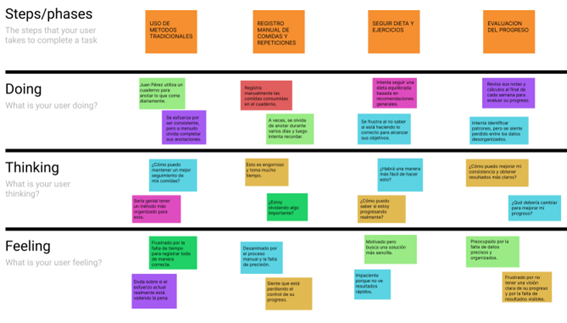 Steps/phases
The steps that your user
takes to complete a task
USO DE
METODOS
TRADICIONALES
REGISTRO
MANUAL DE
COMIDAS Y
REPETICIONES
SEGUIR DIETA Y
EJERCICIOS
EVALUACION
DEL PROGRESO
Doing
What is your user doing?
Juan Pérez utiliza un
cuaderno para
anotar lo que come
diariamente.
Se esfuerza por
ser consistente
pero a menudo
olvida completar
sus anotaciones.
Registra
manualmente las
comidas consumidas
en el cuaderno.
A veces, se olvida
de anotar durante
varios días y luego
intenta recordar.
Intenta seguir una
dieta equilibrada
basada en
recomendaciones
generales.
Se frustra al no saber
si está haciendo lo
correcto para alcanzar
sus objetivos.
Revisa sus notas y
cálculos al final de
cada semana para
evaluar su progreso.
Intenta identificar
patrones, pero se siente
perdido entre los datos
desorganizados.
Thinking
What is your user
thinking?
¿Cómo puedo
mantener un mejor
seguimiento de
mis comidas?
Sería genial tener
un método más
organizado para
esto.
Esto es engorroso
y toma mucho
tiempo.
¿Estoy
olvidando algo
importante?
¿Habrá una manera
más fácil de hacer
esto?
¿Cómo puedo
saber si estoy
progresando
realmente?
¿Cómo puedo mejorar mi
consistencia y obtener
resultados más claros?
¿Qué debería cambiar
para mejorar mi
progreso?
Feeling
What is your user feeling?
Frustrado por la
falta de tiempo
para registrar todo
de manera
correcta.
Duda sobre si el
esfuerzo actual
realmente está
valiendo la pena.
Desanimado por
el proceso
manual y la falta
de precisión.
Siente que está
perdiendo el
control de su
progreso.
Motivado pero
busca una solución
más sencilla.
Impaciente
porque no ve
resultados
rápidos.
Preocupado por la
falta de datos
precisos y
organizados.
Frustrado por no
tener una visión
clara de su progreso
y por la falta de
resultados visibles.